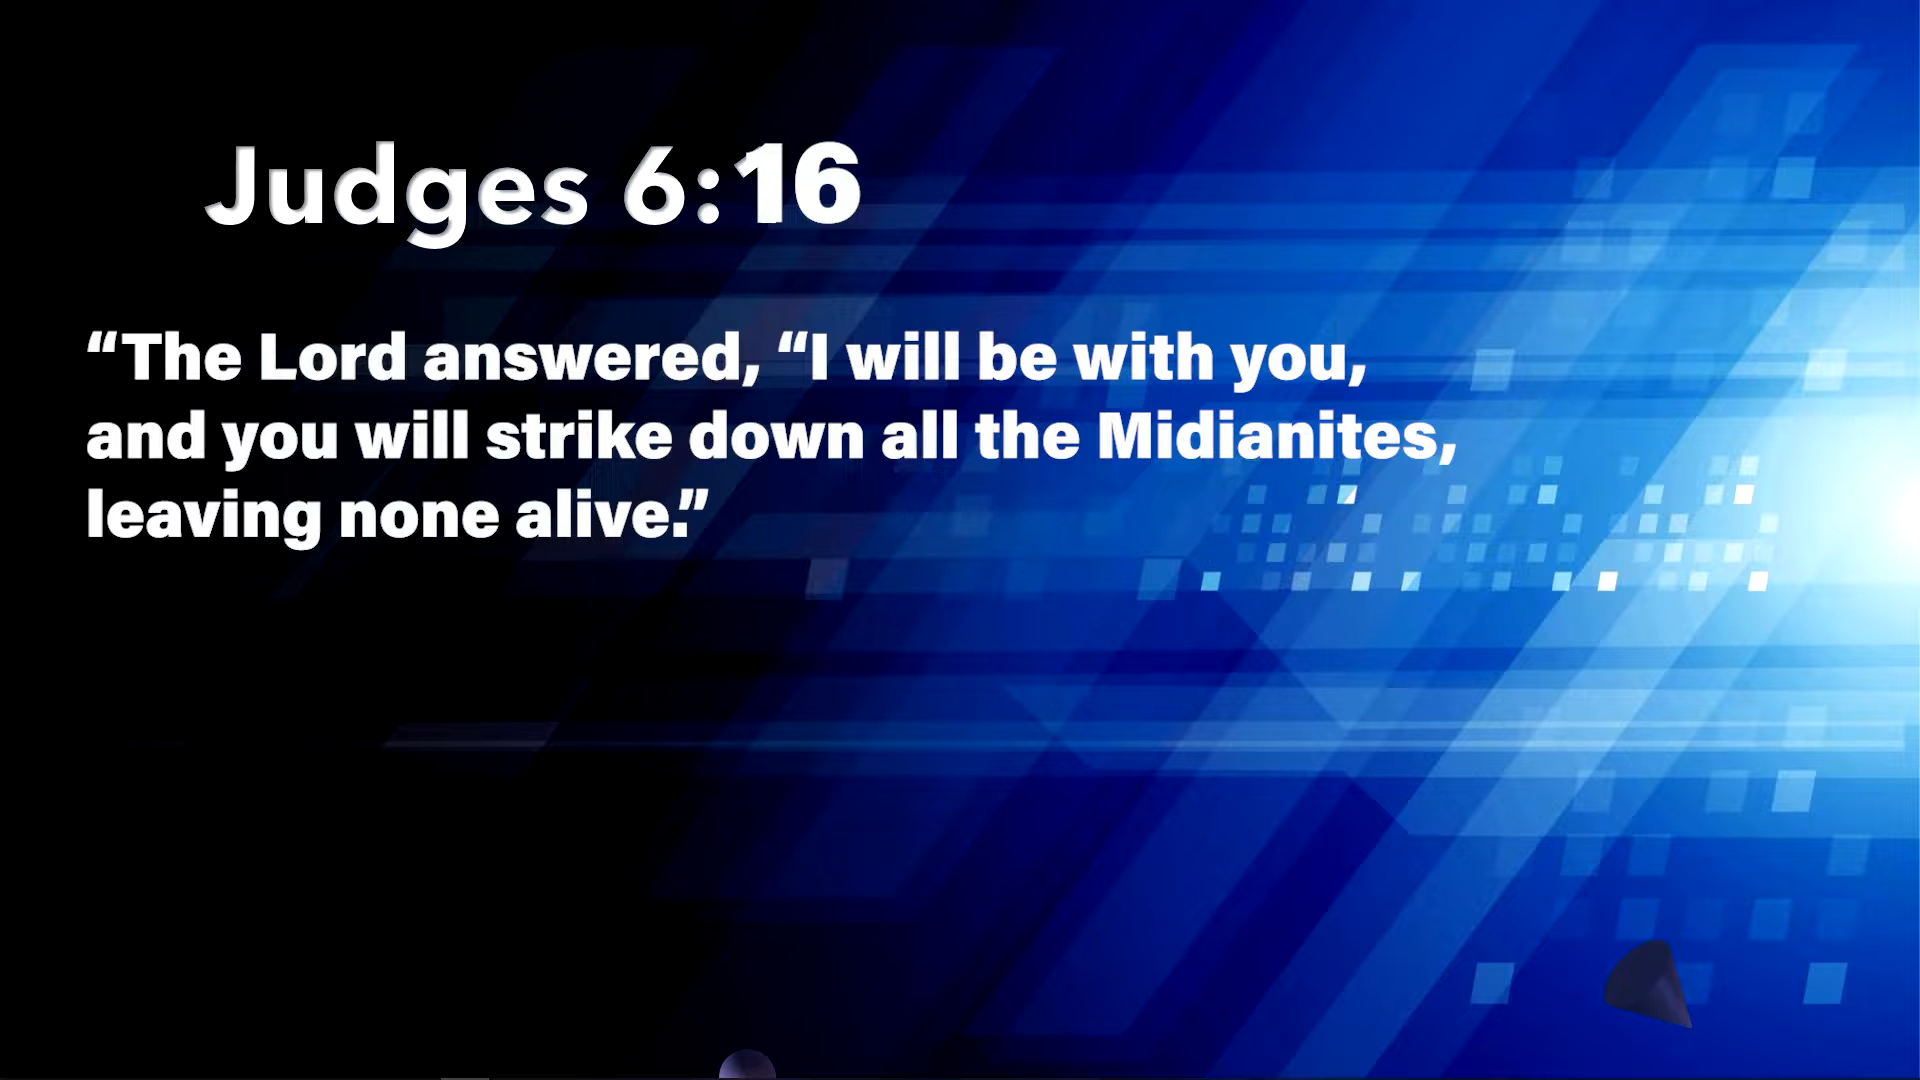 Judges 6:16
“The Lord answered, “I will be with you,
and you will strike down all the Midianites,
leaving none alive.”